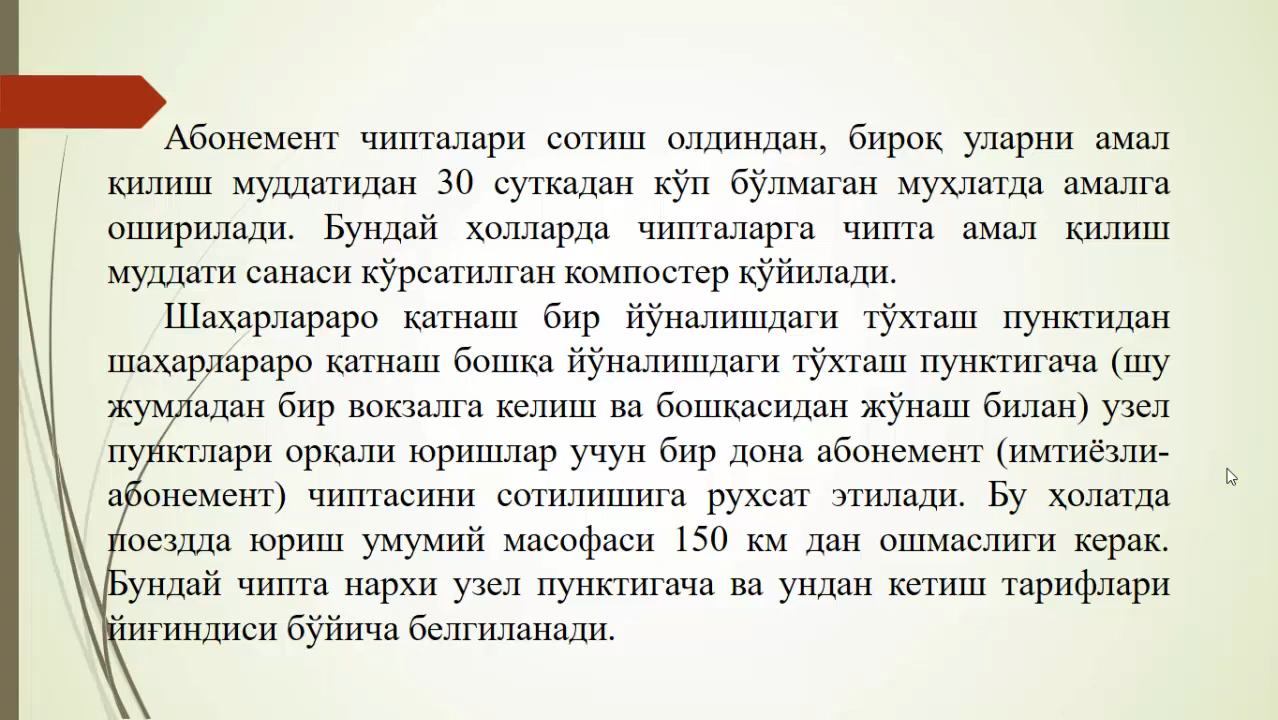 Абонемент чипталари сотиш олдиндан, бироқ уларни амал
қилиш муддатидан 30 суткадан кўп бўлмаган муҳлатда амалга
оширилади. Бундай ҳолларда чипталарга чипта амал қилиш
муддати санаси кўрсатилган компостер қўйилади.
Шаҳарлараро қатнаш бир йўналишдаги тўхташ пунктидан
шаҳарлараро қатнаш бошқа йўналишдаги тўхташ пунктигача (шу
жумладан бир вокзалга келиш ва бошқасидан жўнаш билан) узел
пунктлари орқали юришлар учун бир дона абонемент (имтиёзли-
абонемент) чиптасини сотилишига рухсат этилади. Бу ҳолатда
поездда юриш умумий масофаси 150 км дан ошмаслиги керак.
Бундай чипта нархи узел пунктигача ва ундан кетиш тарифлари
йиғиндиси бўйича белгиланади.